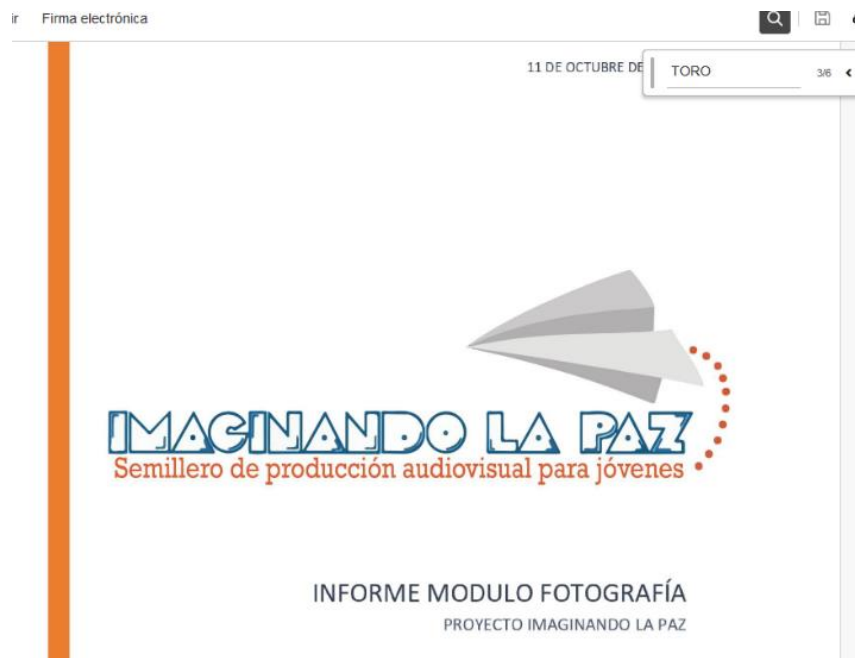 Firma electrónica
11 DE OCTUBRE DE
TORO
3/6
IMAGINANDO LA PAZ
Semillero de producción audiovisual para jóvenes
INFORME MODULO FOTOGRAFÍA
PROYECTO IMAGINANDO LA PAZ